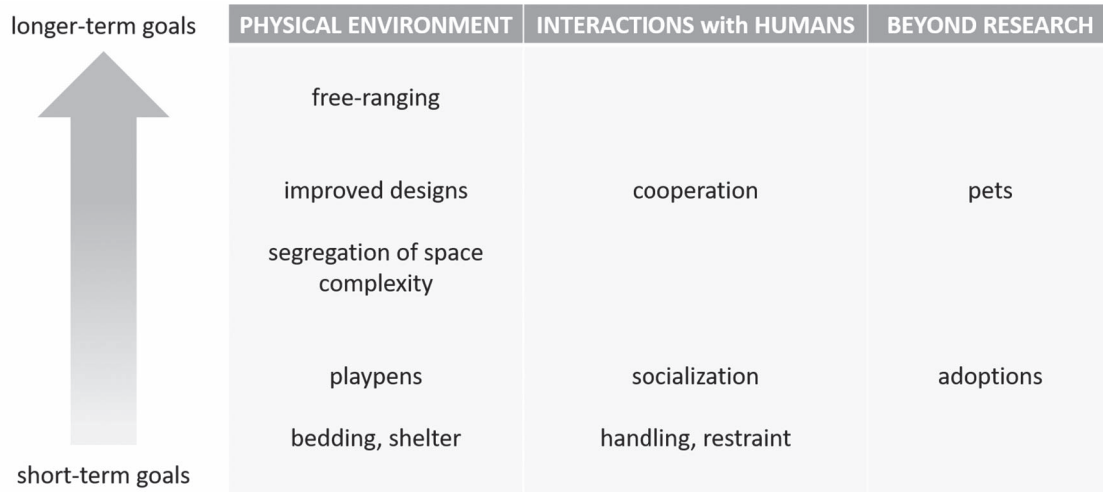 longer-term goals
PHYSICAL ENVIRONMENT INTERACTIONS with HUMANS BEYOND RESEARCH
free-ranging
improved designs cooperation pets
segregation of space
complexity
playpens socialization adoptions
bedding, shelter handling, restraint
short-term goals